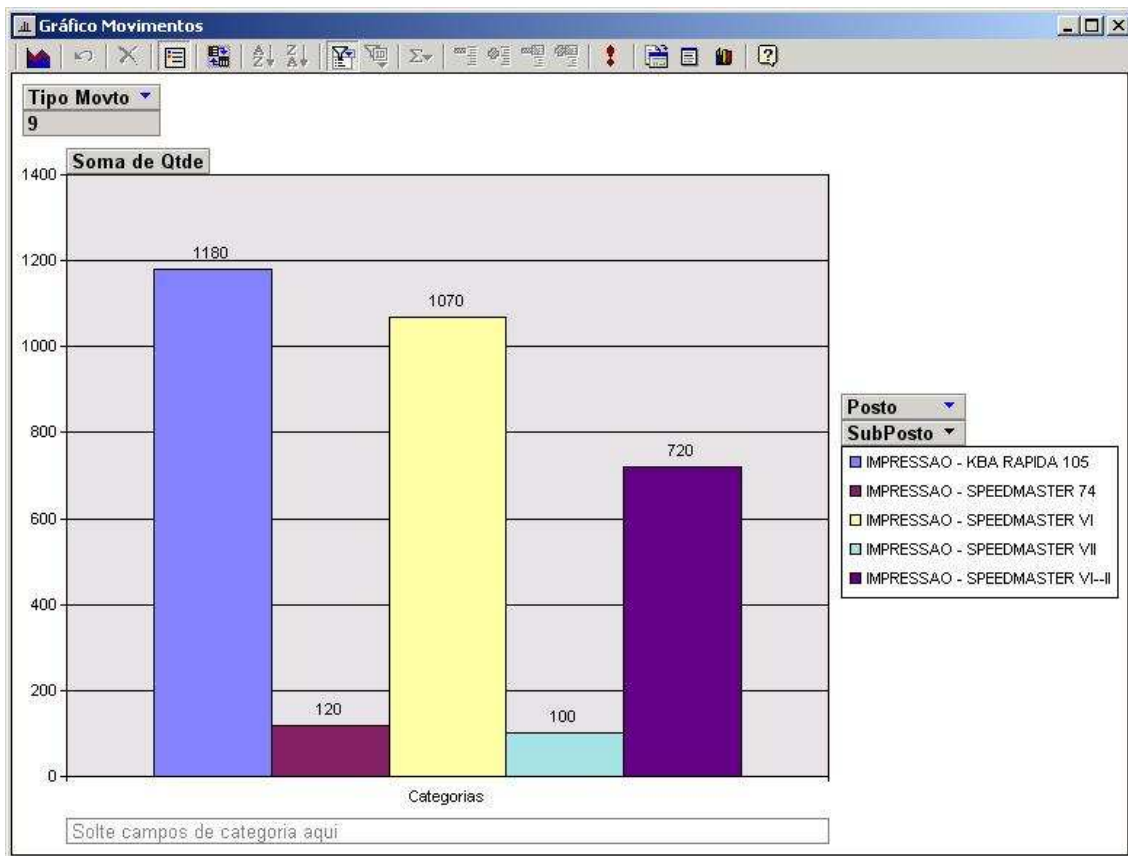 Gráfico Movimentos
Tipo Movto
9
Soma de Qtde
1400
1200
1000
800
600
400
200
0
1180
120
1070
100
720
Categorias
Solte campos de categoria aqui
Posto
SubPosto
IMPRESSAO - KBA RAPIDA 105
IMPRESSAO - SPEEDMASTER 74
IMPRESSAO - SPEEDMASTER VI
IMPRESSAO - SPEEDMASTER VII
IMPRESSAO - SPEEDMASTER VI--II